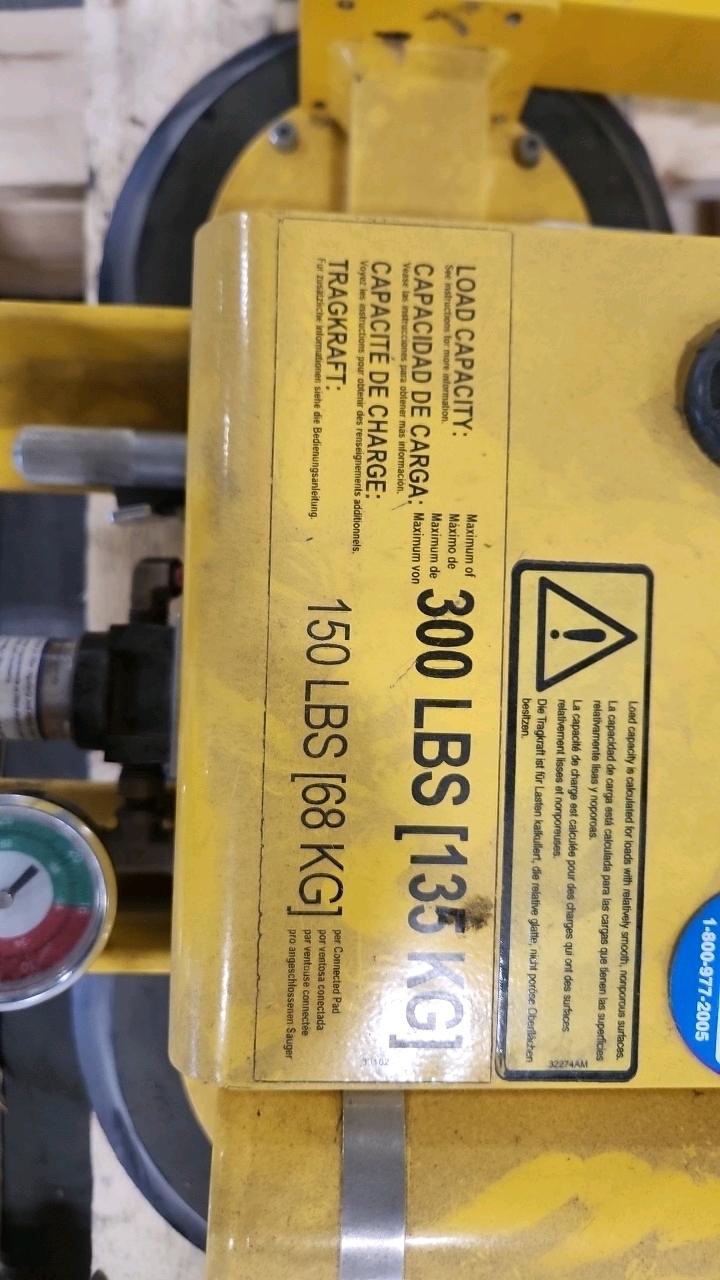 LOAD CAPACITY:
See instructions for more information.
CAPACIDAD DE CARGA:
Véase las instrucciones para obtener mas información.
CAPACITÉ DE CHARGE:
Voyez les instructions pour obtenir des renseignements additionnels.
TRAGKRAFT:
Fur zusätzliche Informationen siehe die Bedienungsanleitung.
Maximum of
Máximo de
Maximum de
Maximum von
300 LBS [135 KG]
150 LBS [68 KG]
per Connected Pad
por ventosa conectada
par ventouse connectée
pro angeschlossenen Sauger
Load capacity is calculated for loads with relatively smooth, nonporous surfaces.
La capacidad de carga está calculada para las cargas que tienen las superficies
relativamente lisas y noporoas.
La capacité de charge est calculée pour des charges qui ont des surfaces
relativement lisses et nonporeuses.
Die Tragkraft ist für Lasten kalkuliert, die relative glatte, nicht poröse Oberflächen
besitzen.
32274AM
1-800-977-2005